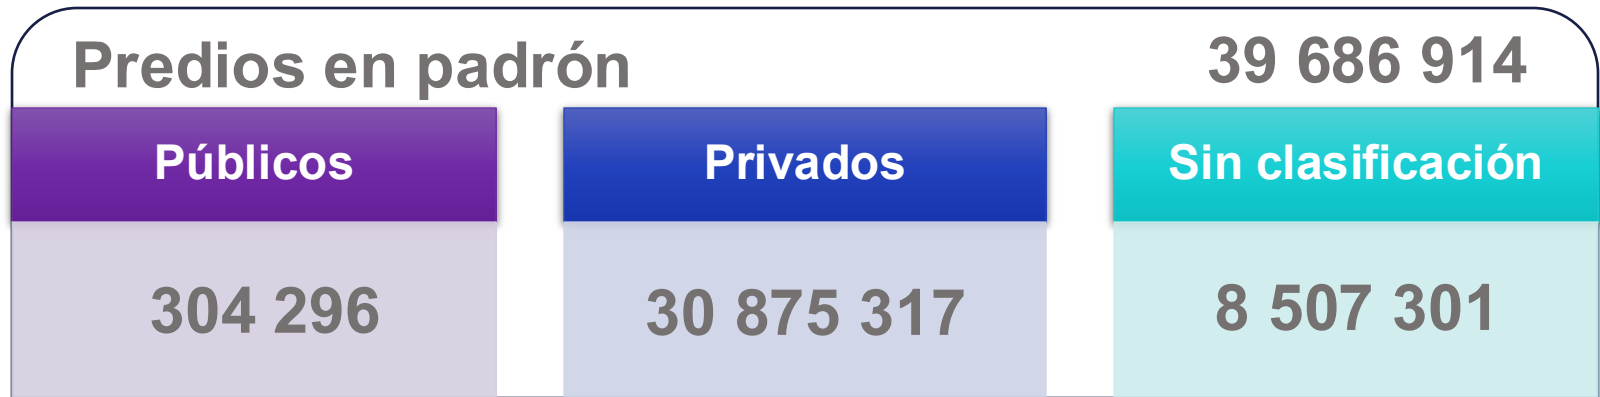 Predios en padrón 39 686 914
Públicos Privados Sin clasificación
304 296 30 875 317 8 507 301